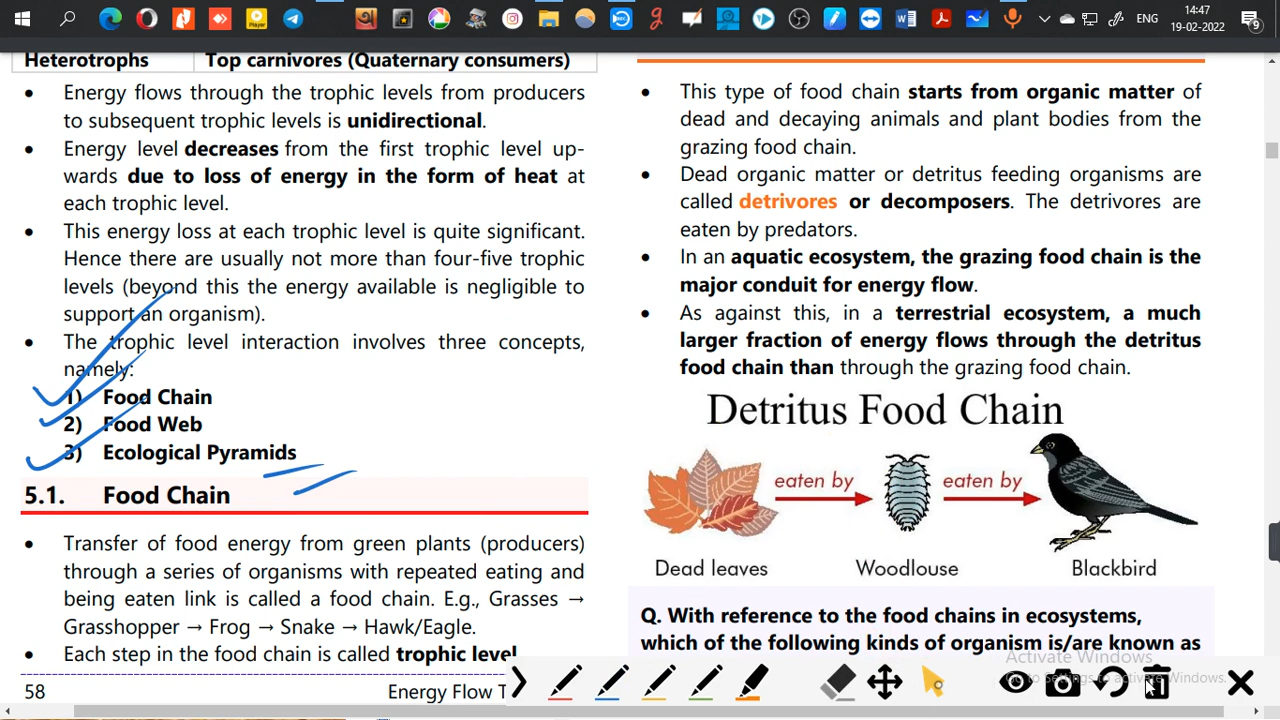 ENG
14:47
19-02-2022
Heterotrophs
Top carnivores (Quaternary consumers)
• Energy flows through the trophic levels from producers
to subsequent trophic levels is unidirectional.
• Energy level decreases from the first trophic level up-
wards due to loss of energy in the form of heat at
each trophic level.
• This energy loss at each trophic level is quite significant.
Hence there are usually not more than four-five trophic
levels (beyond this the energy available is negligible to
support an organism).
• The trophic level interaction involves three concepts,
namely:
1) Food Chain
2) Food Web
3) Ecological Pyramids
5.1. Food Chain
• Transfer of food energy from green plants (producers)
through a series of organisms with repeated eating and
being eaten link is called a food chain. E.g., Grasses →
Grasshopper → Frog → Snake → Hawk/Eagle.
• Each step in the food chain is called trophic level
58
Energy Flow T
• This type of food chain starts from organic matter of
dead and decaying animals and plant bodies from the
grazing food chain.
• Dead organic matter or detritus feeding organisms are
called detrivores or decomposers. The detrivores are
eaten by predators.
• In an aquatic ecosystem, the grazing food chain is the
major conduit for energy flow.
• As against this, in a terrestrial ecosystem, a much
larger fraction of energy flows through the detritus
food chain than through the grazing food chain.
Detritus Food Chain
eaten by
eaten by
Dead leaves
Woodlouse
Blackbird
Q. With reference to the food chains in ecosystems,
which of the following kinds of organism is/are known as
Activate Windows
Go to Settings to activate Windows.